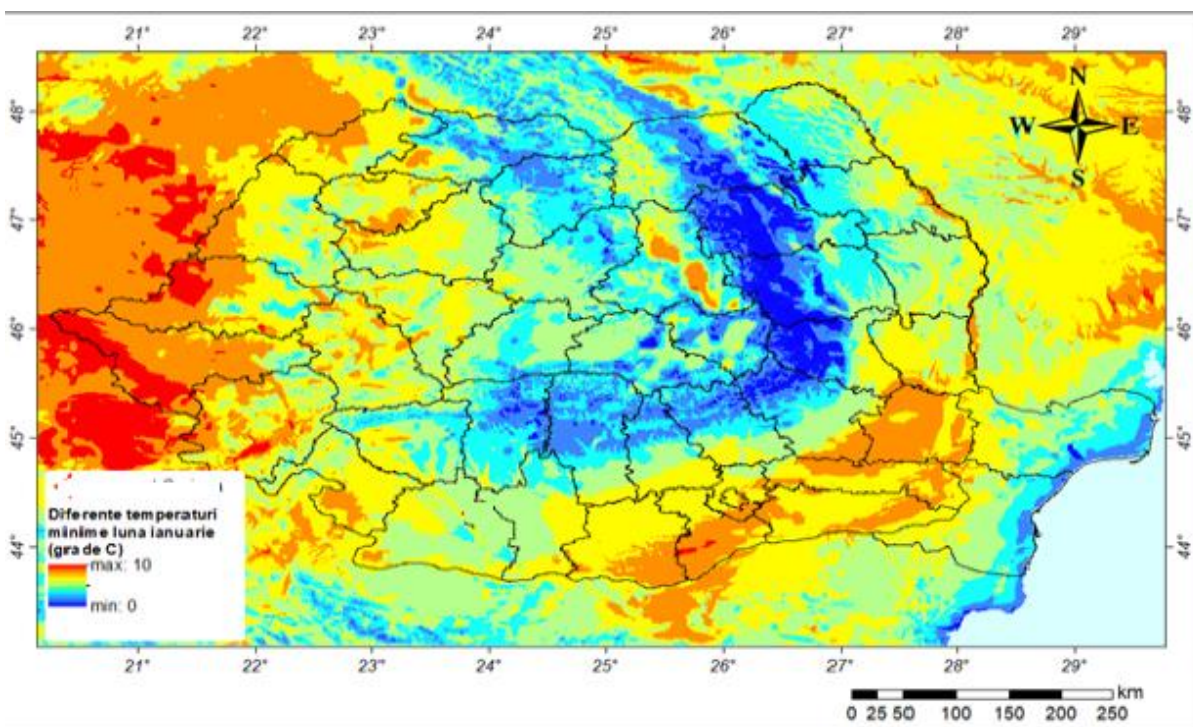 21° 22° 23° 24° 25° 26° 27° 28° 29°
N
48° 48°
W E
S
47° 47°
46° 46°
45° 45°
Diferente temperaturi
minime luna ianuarie
(grade C)
44° 44°
max: 10
min: 0
21° 22° 23° 24° 25° 26° 27° 28° 29°
km
0 25 50 100 150 200 250